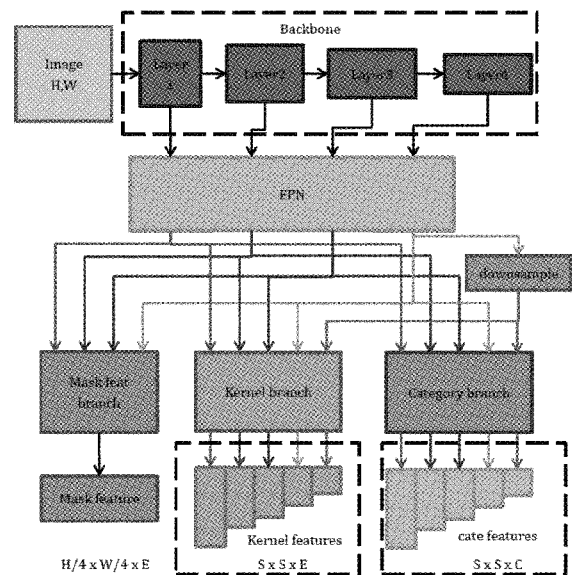 Backbone
Image
H,W
Layer
1
Layer2
Layer3
Layer4
FPN
downsample
Mask feat
branch
Kernel branch
Category branch
Mask feature
Kernel features
cate features
H/4 x W/4 x E
S x S x E
S x S x C